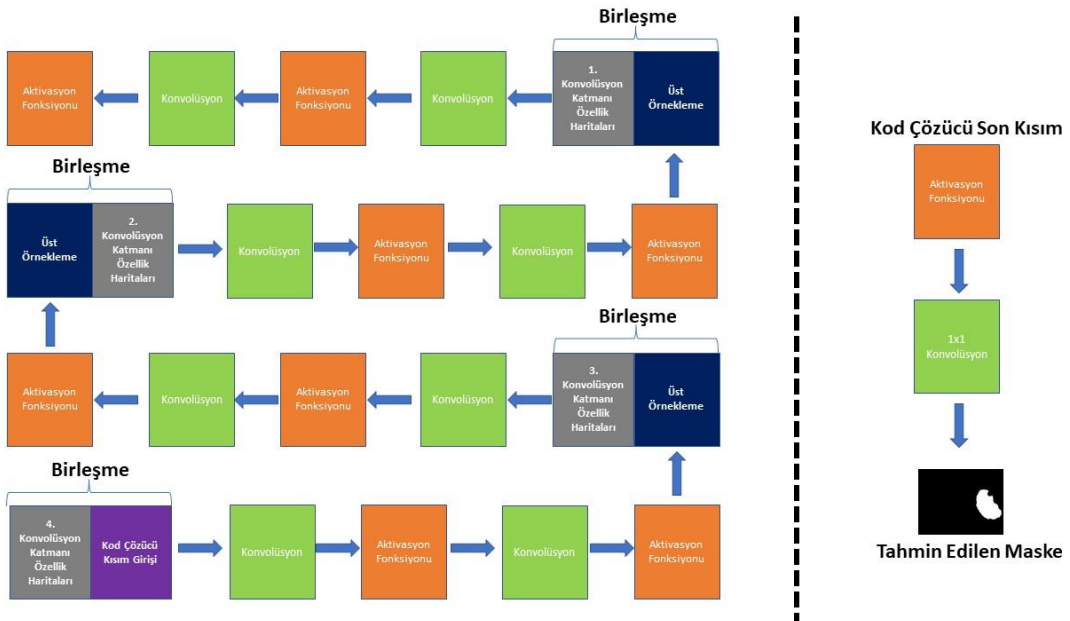 Birleşme
Aktivasyon
Fonksiyonu
Konvolüsyon
Aktivasyon
Fonksiyonu
Konvolüsyon
1.
Konvolüsyon
Katmanı
Özellik
Haritaları
Üst
Örnekleme
Birleşme
Üst
Örnekleme
2.
Konvolüsyon
Katmanı
Özellik
Haritaları
Konvolüsyon
Aktivasyon
Fonksiyonu
Konvolüsyon
Aktivasyon
Fonksiyonu
Birleşme
Aktivasyon
Fonksiyonu
Konvolüsyon
Aktivasyon
Fonksiyonu
Konvolüsyon
3.
Konvolüsyon
Katmanı
Özellik
Haritaları
Üst
Örnekleme
Birleşme
4.
Konvolüsyon
Katmanı
Özellik
Haritaları
Kod Çözücü
Kısım Girişi
Konvolüsyon
Aktivasyon
Fonksiyonu
Konvolüsyon
Aktivasyon
Fonksiyonu
Kod Çözücü Son Kısım
Aktivasyon
Fonksiyonu
1x1
Konvolüsyon
Tahmin Edilen Maske